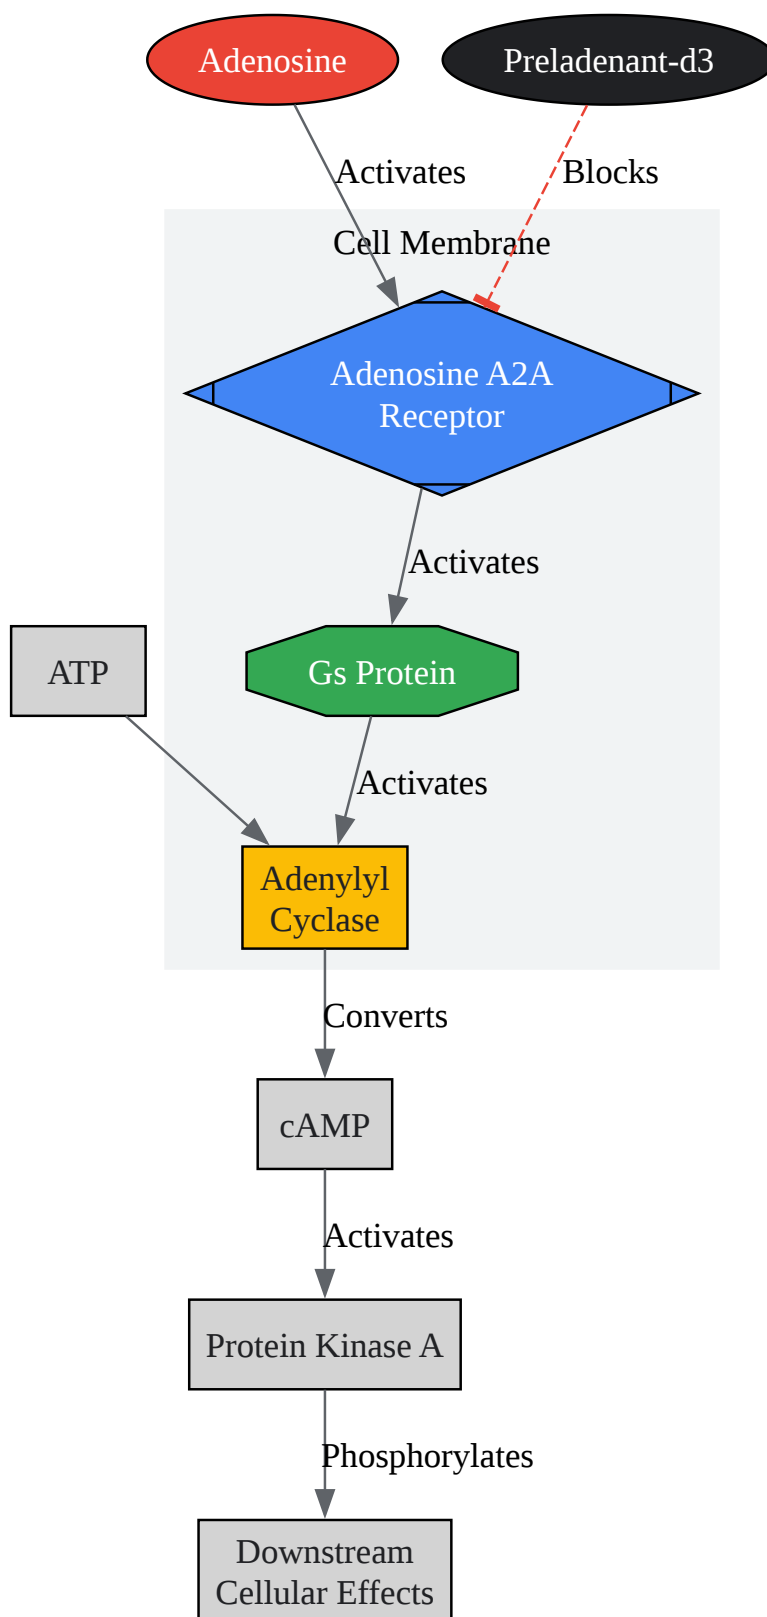 Adenosine
Preladenant-d3
Activates
Blocks
Cell Membrane
Adenosine A2A
Receptor
Activates
ATP
Gs Protein
Activates
Adenylyl
Cyclase
Converts
cAMP
Activates
Protein Kinase A
Phosphorylates
Downstream
Cellular Effects